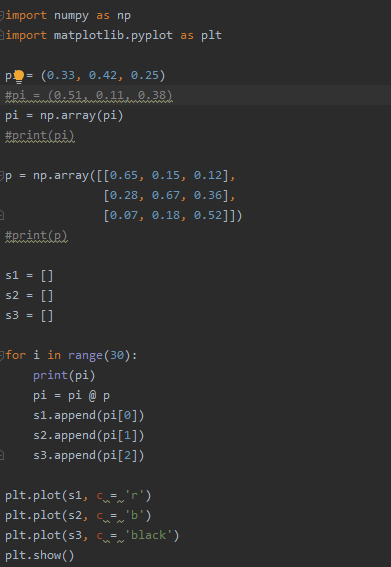 import numpy as np
import matplotlib.pyplot as plt
pi = (0.33, 0.42, 0.25)
#pi = (0.51, 0.11, 0.38)
pi = np.array(pi)
#print(pi)
p = np.array([[0.65, 0.15, 0.12],
[0.28, 0.67, 0.36],
[0.07, 0.18, 0.52]])
#print(p)
s1 = []
s2 = []
s3 = []
for i in range(30):
print(pi)
pi = pi @ p
s1.append(pi[0])
s2.append(pi[1])
s3.append(pi[2])
plt.plot(s1, c = 'r')
plt.plot(s2, c = 'b')
plt.plot(s3, c = 'black')
plt.show()